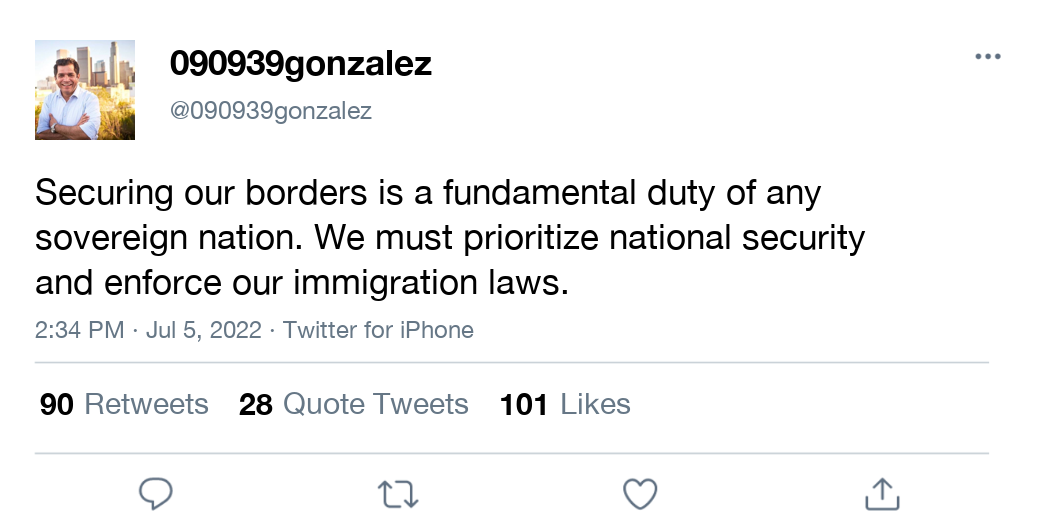 090939gonzalez
@090939gonzalez
Securing our borders is a fundamental duty of any
sovereign nation. We must prioritize national security
and enforce our immigration laws.
2:34 PM · Jul 5, 2022 · Twitter for iPhone
90 Retweets 28 Quote Tweets 101 Likes